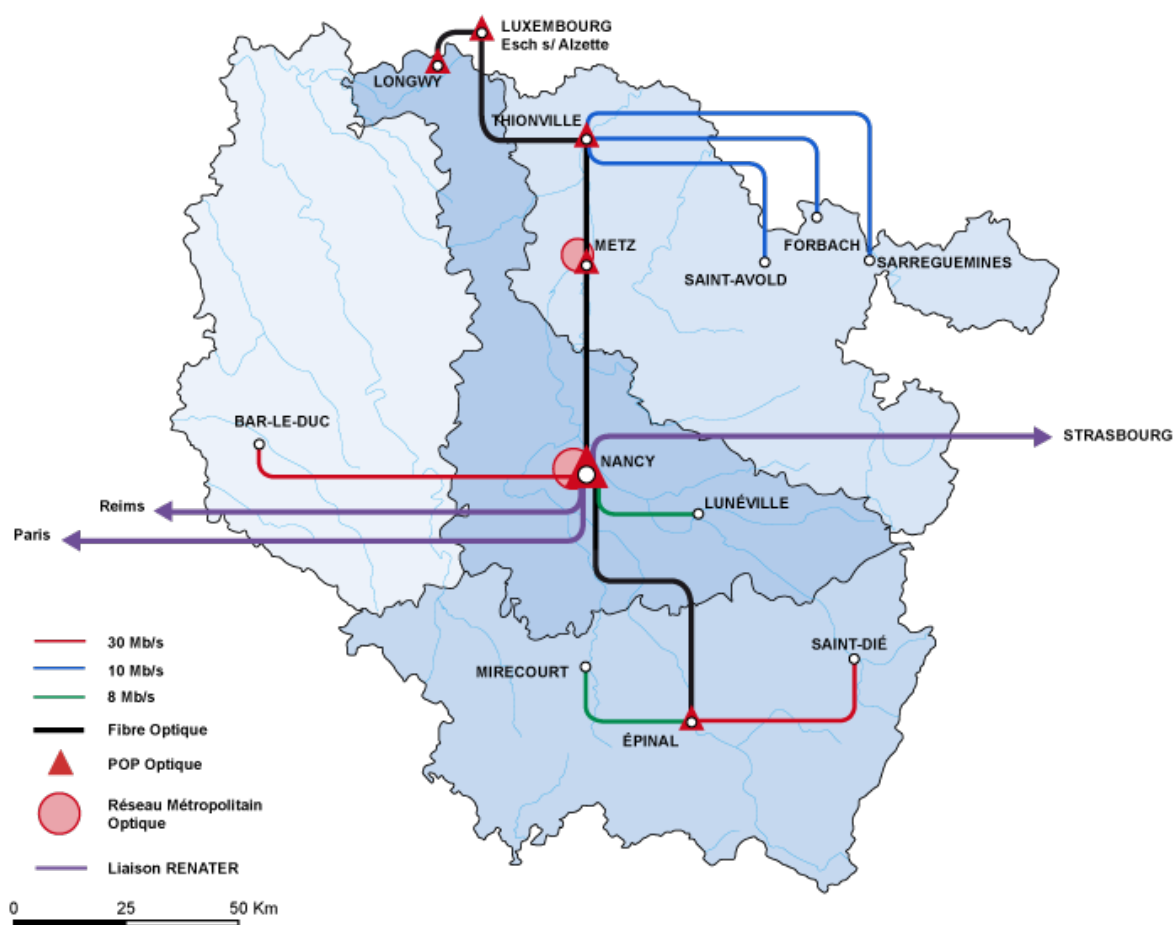 LUXEMBOURG
Esch s/ Alzette
LONGWY
THIONVILLE
METZ
FORBACH
SARREGUEMINES
SAINT-AVOLD
BAR-LE-DUC
STRASBOURG
NANCY
Reims
LUNÉVILLE
Paris
30 Mb/s
SAINT-DIÉ
MIRECOURT
10 Mb/s
8 Mb/s
Fibre Optique
ÉPINAL
POP Optique
Réseau Métropolitain
Optique
Liaison RENATER
0 25 50 Km